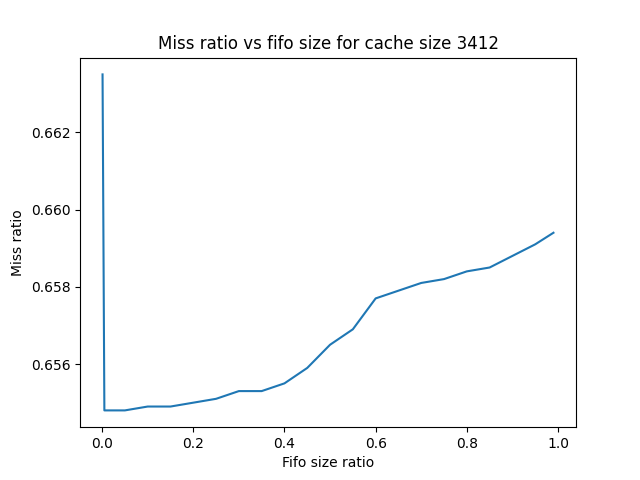 Miss ratio vs fifo size for cache size 3412
Miss ratio
0.662
0.660
0.658
0.656
0.0 0.2 0.4 0.6 0.8 1.0
Fifo size ratio